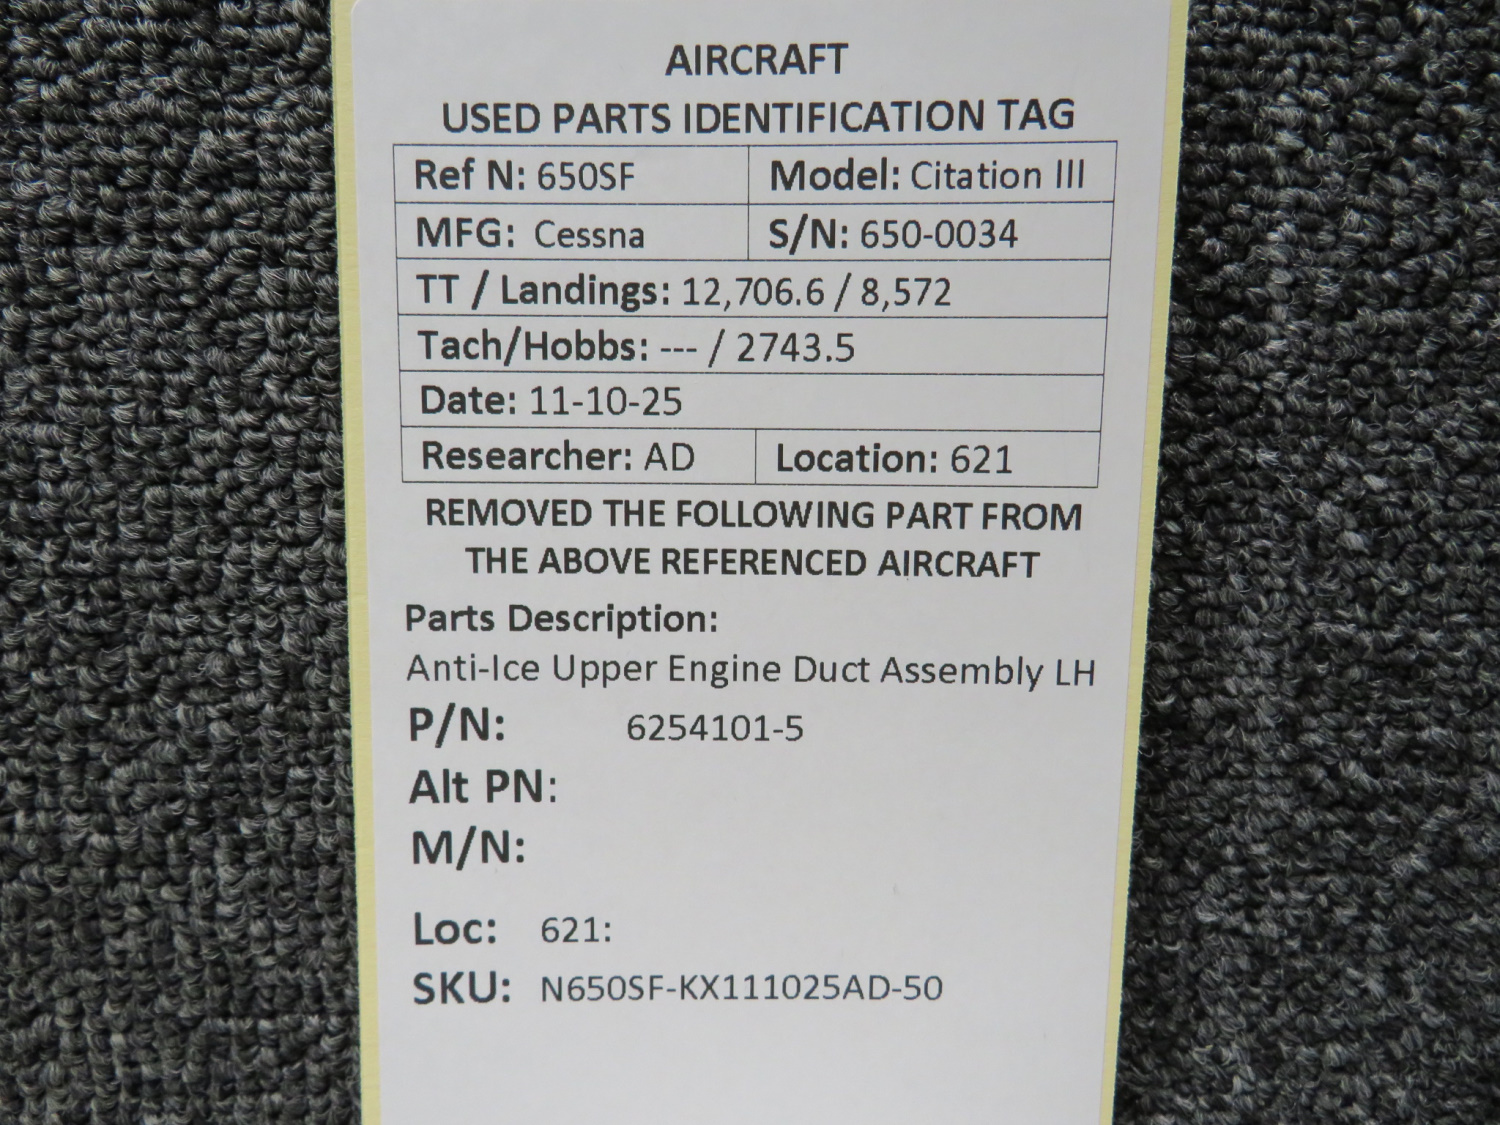 AIRCRAFT
USED PARTS IDENTIFICATION TAG
Ref N: 650SF Model: Citation III
MFG: Cessna S/N: 650-0034
TT / Landings: 12,706.6 / 8,572
Tach/Hobbs: --- / 2743.5
Date: 11-10-25
Researcher: AD Location: 621
REMOVED THE FOLLOWING PART FROM
THE ABOVE REFERENCED AIRCRAFT
Parts Description:
Anti-Ice Upper Engine Duct Assembly LH
P/N: 6254101-5
Alt PN:
M/N:
Loc: 621:
SKU: N650SF-KX111025AD-50